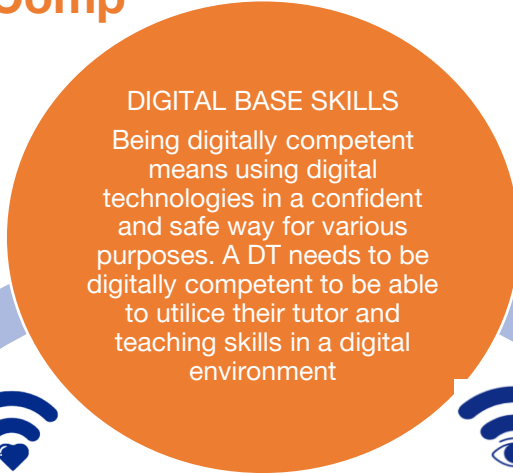 DIGITAL BASE SKILLS
Being digitally competent
means using digital
technologies in a confident
and safe way for various
purposes. A DT needs to be
digitally competent to be able
to utilice their tutor and
teaching skills in a digital
environment